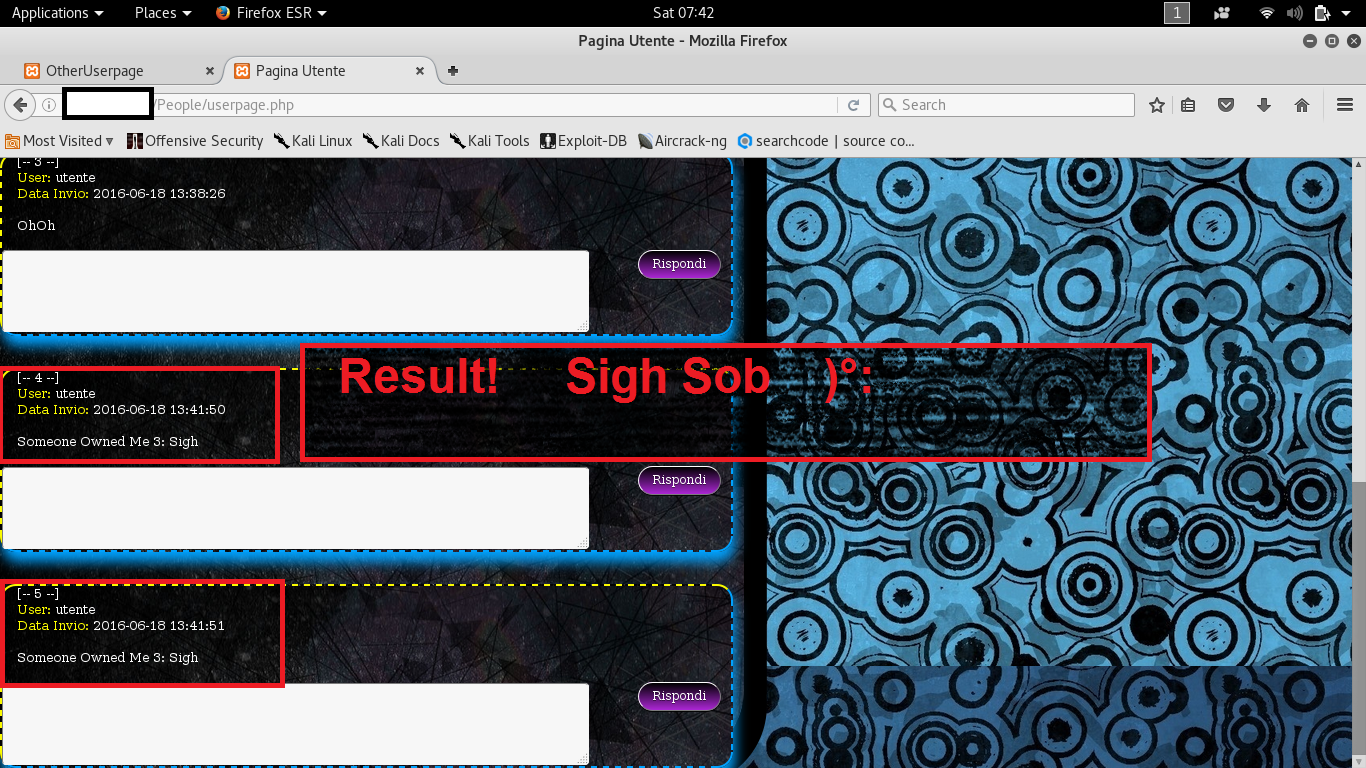 Applications Places Firefox ESR Sat 07:42 1
Pagina Utente - Mozilla Firefox
OtherUserpage Pagina Utente
/People/userpage.php Search
Most Visited Offensive Security Kali Linux Kali Docs Kali Tools Exploit-DB Aircrack-ng searchcode | source co...
[-- 3 --]
User: utente
Data Invio: 2016-06-18 13:38:26
OhOh
Rispondi
Result! Sigh Sob )°:
[-- 4 --]
User: utente
Data Invio: 2016-06-18 13:41:50
Someone Owned Me 3: Sigh
Rispondi
[-- 5 --]
User: utente
Data Invio: 2016-06-18 13:41:51
Someone Owned Me 3: Sigh
Rispondi